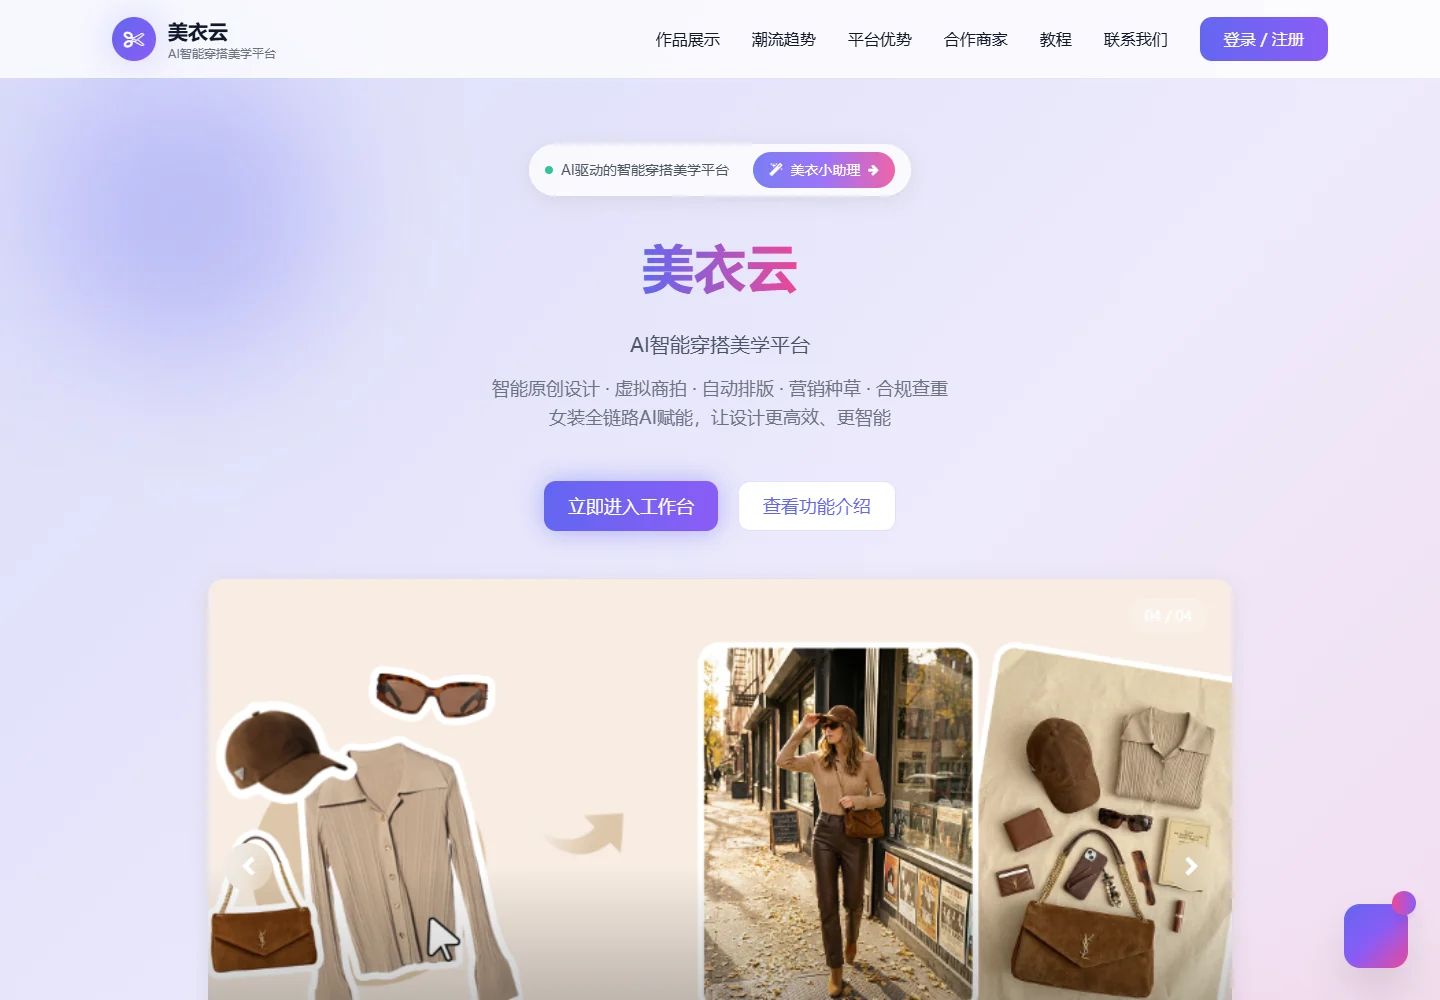 美衣云
AI智能穿搭美学平台
作品展示
潮流趋势
平台优势
合作商家
教程
联系我们
登录 / 注册
AI驱动的智能穿搭美学平台
美衣小助理
美衣云
AI智能穿搭美学平台
智能原创设计 · 虚拟商拍 · 自动排版 · 营销种草 · 合规查重
女装全链路AI赋能，让设计更高效、更智能
立即进入工作台
查看功能介绍
04 / 04